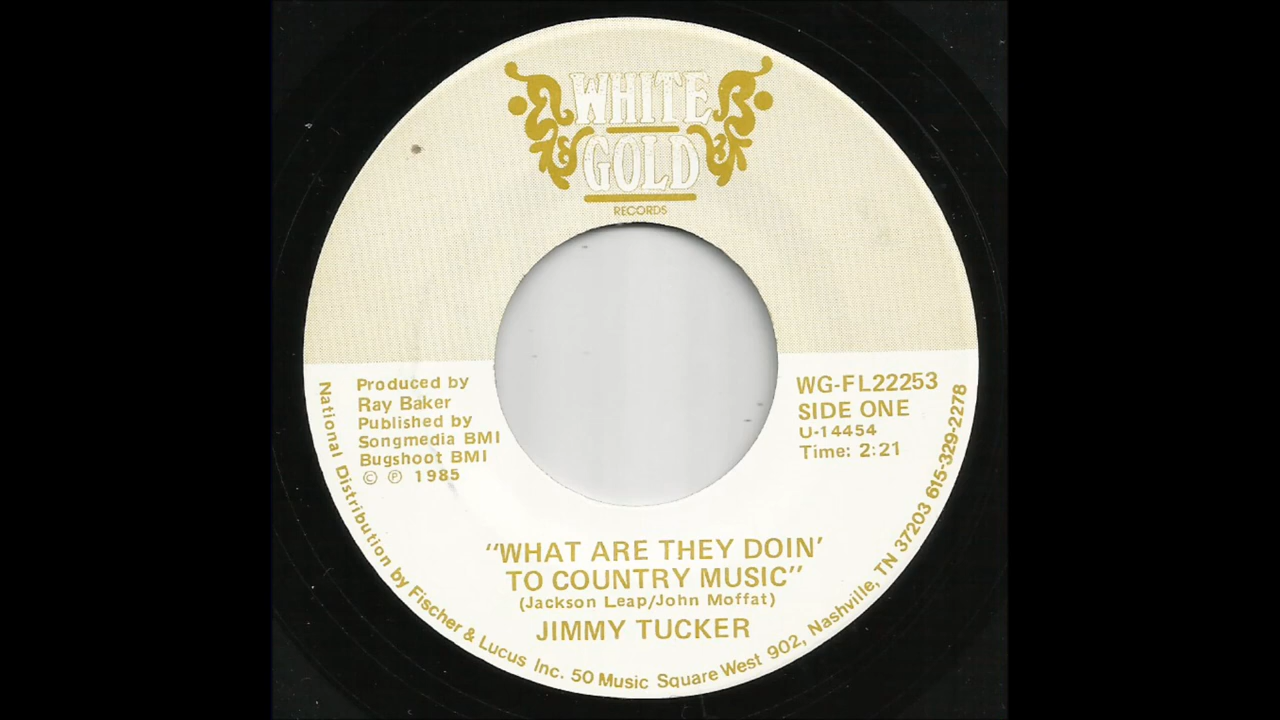 WHITE
GOLD
RECORDS
Produced by
Ray Baker
Published by
Songmedia BMI
Bugshoot BMI
© ℗ 1985
WG-FL22253
SIDE ONE
U-14454
Time: 2:21
"WHAT ARE THEY DOIN'
TO COUNTRY MUSIC"
(Jackson Leap/John Moffat)
JIMMY TUCKER
National Distribution by Fischer & Lucus Inc. 50 Music Square West 902, Nashville, TN 37203 615-329-2278